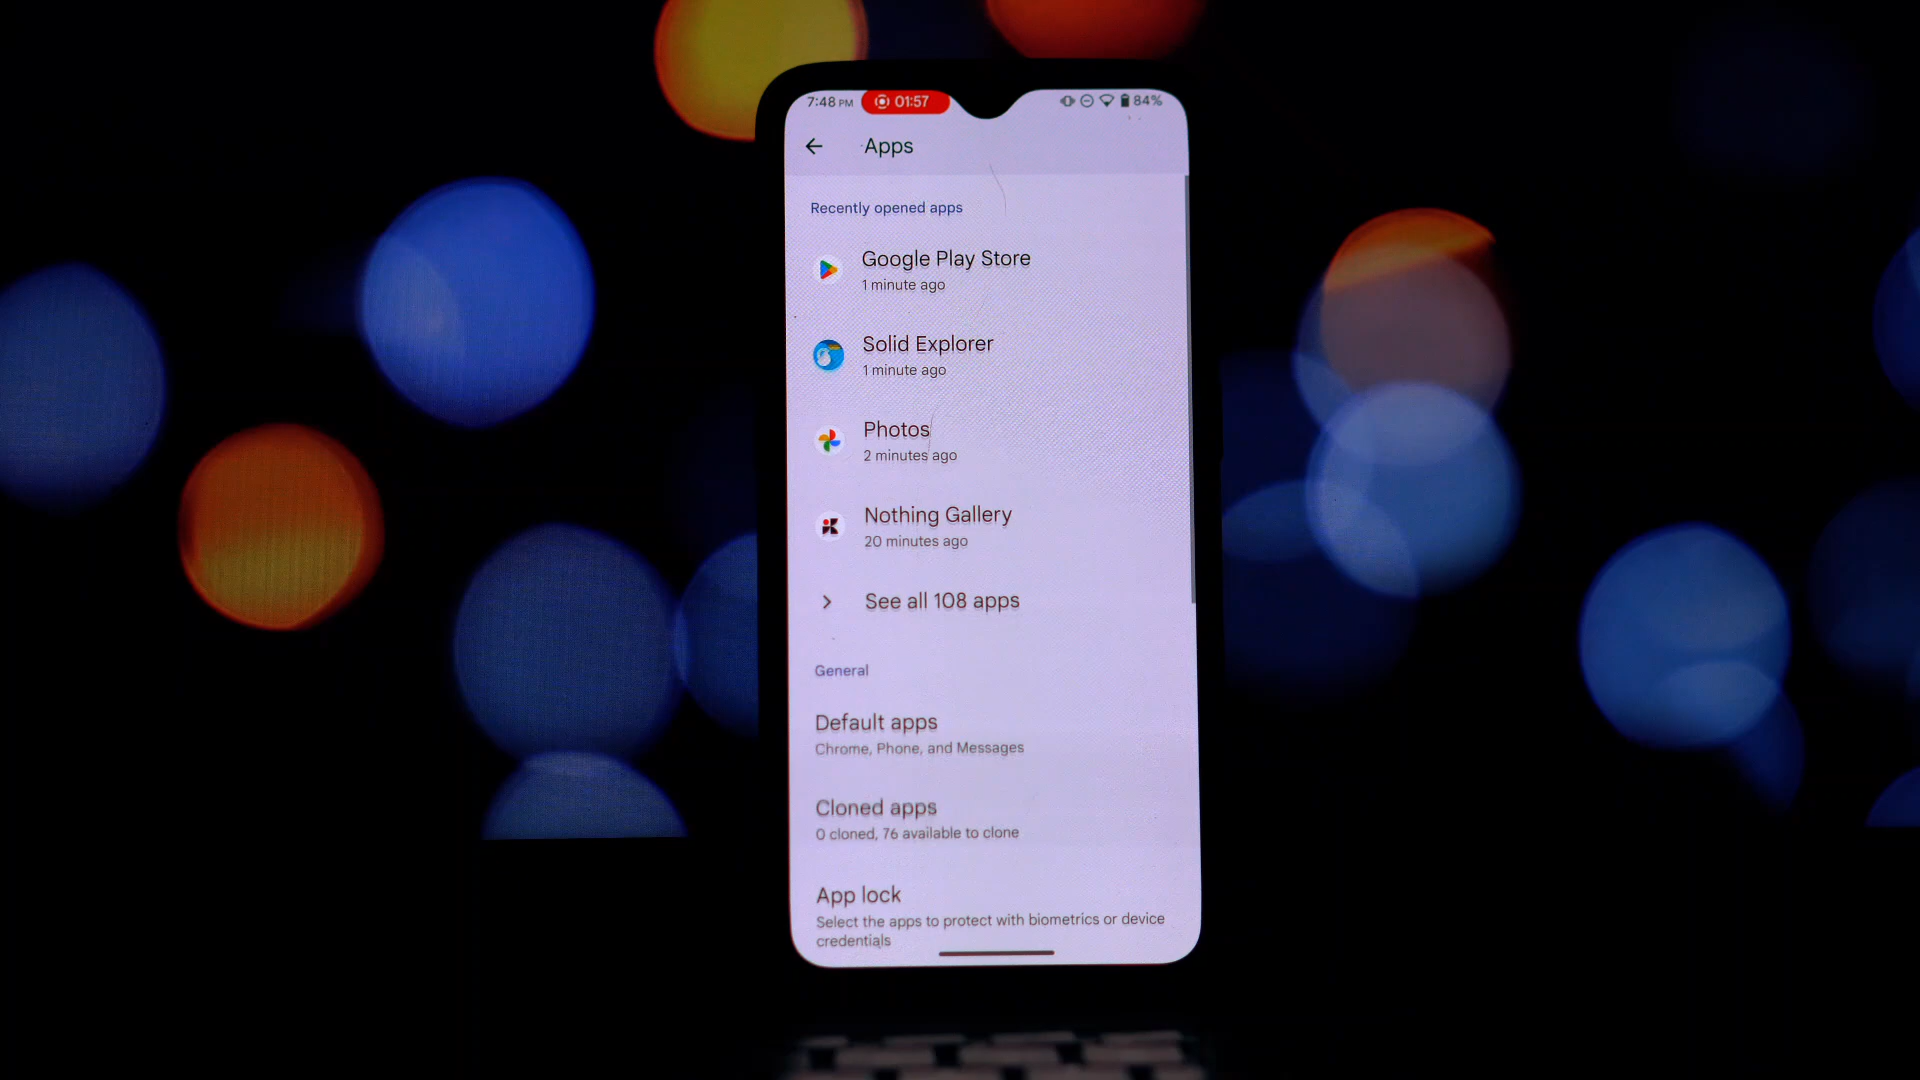 7:48 PM 01:57 84%
Apps
Recently opened apps
Google Play Store
1 minute ago
Solid Explorer
1 minute ago
Photos
2 minutes ago
Nothing Gallery
20 minutes ago
See all 108 apps
General
Default apps
Chrome, Phone, and Messages
Cloned apps
0 cloned, 76 available to clone
App lock
Select the apps to protect with biometrics or device
credentials